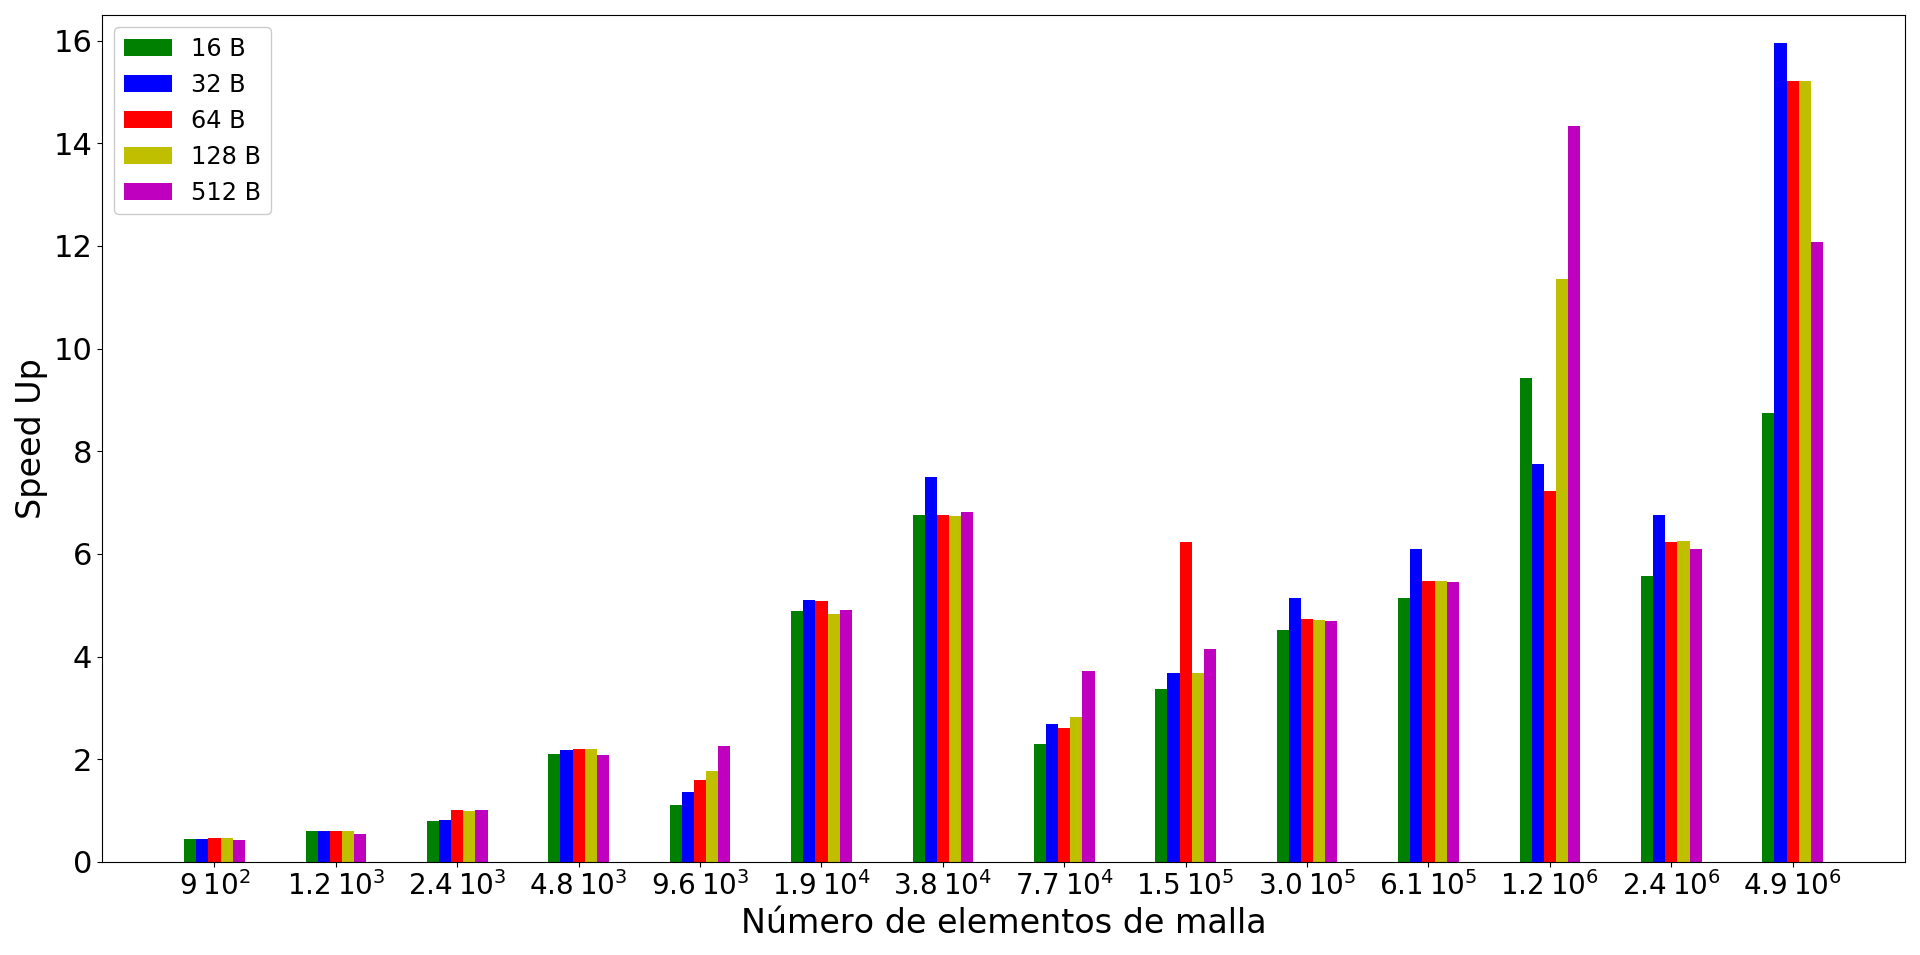 16
14
12
10
8
6
4
2
0
Speed Up
16 B
32 B
64 B
128 B
512 B
9 10² 1.2 10³ 2.4 10³ 4.8 10³ 9.6 10³ 1.9 10⁴ 3.8 10⁴ 7.7 10⁴ 1.5 10⁵ 3.0 10⁵ 6.1 10⁵ 1.2 10⁶ 2.4 10⁶ 4.9 10⁶
Número de elementos de malla